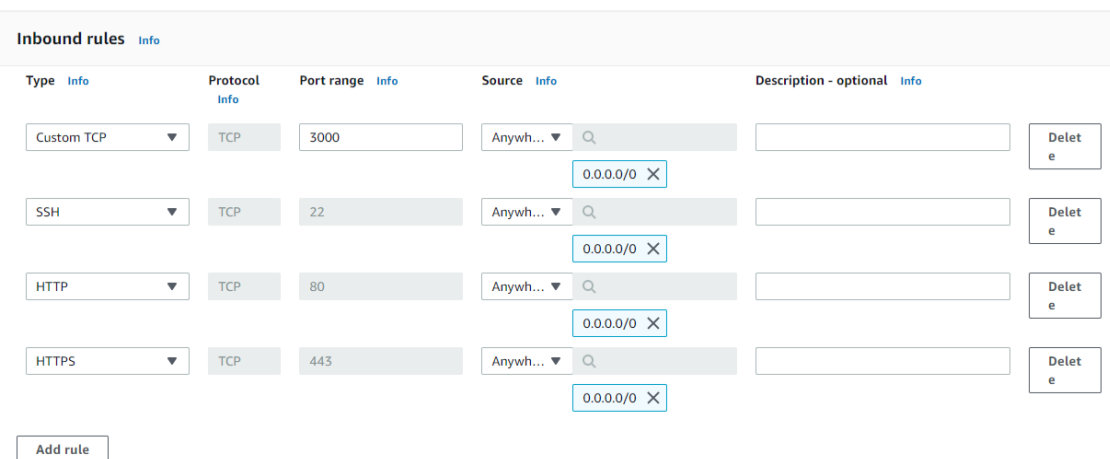 Inbound rules Info
Type Info Protocol Info Port range Info Source Info Description - optional Info
Custom TCP TCP 3000 Anywh... Delet
e
0.0.0.0/0
SSH TCP 22 Anywh... Delet
e
0.0.0.0/0
HTTP TCP 80 Anywh... Delet
e
0.0.0.0/0
HTTPS TCP 443 Anywh... Delet
e
0.0.0.0/0
Add rule